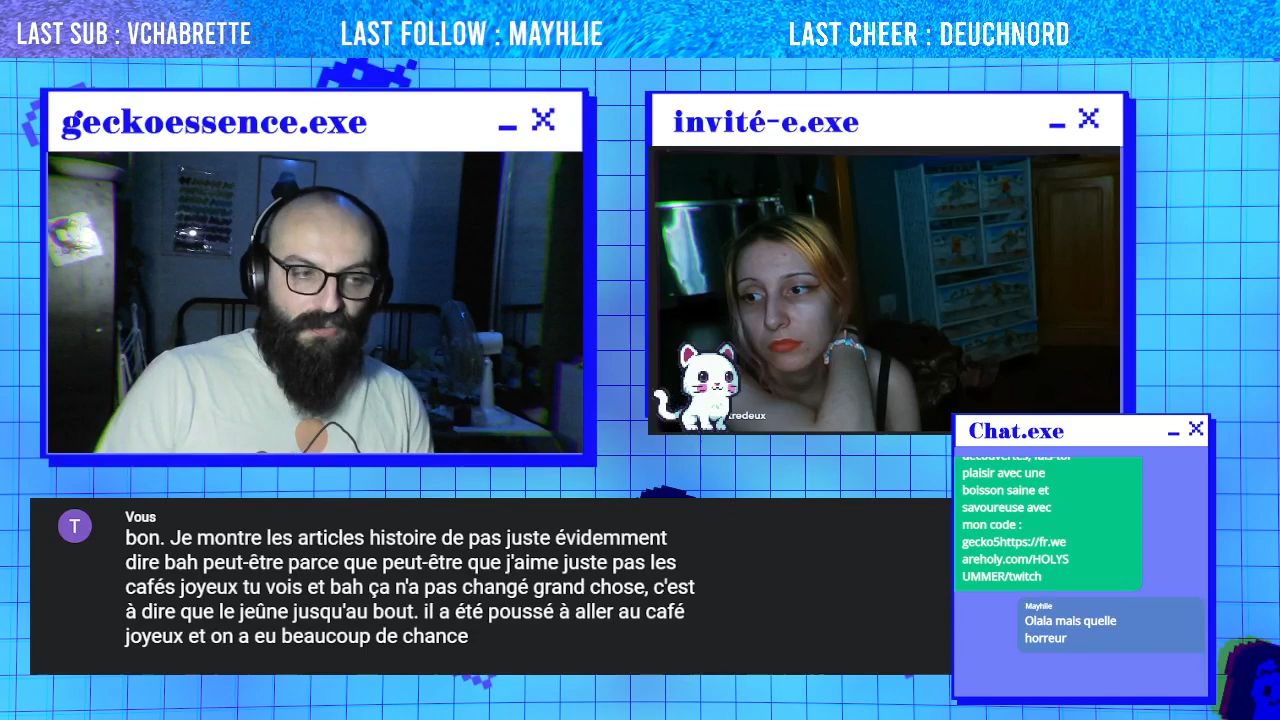 LAST SUB : VCHABRETTE
LAST FOLLOW : MAYHLIE
LAST CHEER : DEUCHNORD
geckoessence.exe
invité-e.exe
Chat.exe
plaisir avec une
boisson saine et
savoureuse avec
mon code :
gecko5https://fr.we
areholy.com/HOLYS
UMMER/twitch
Mayhlie
Olala mais quelle
horreur
T
Vous
bon. Je montre les articles histoire de pas juste évidemment
dire bah peut-être parce que peut-être que j'aime juste pas les
cafés joyeux tu vois et bah ça n'a pas changé grand chose, c'est
à dire que le jeûne jusqu'au bout. il a été poussé à aller au café
joyeux et on a eu beaucoup de chance